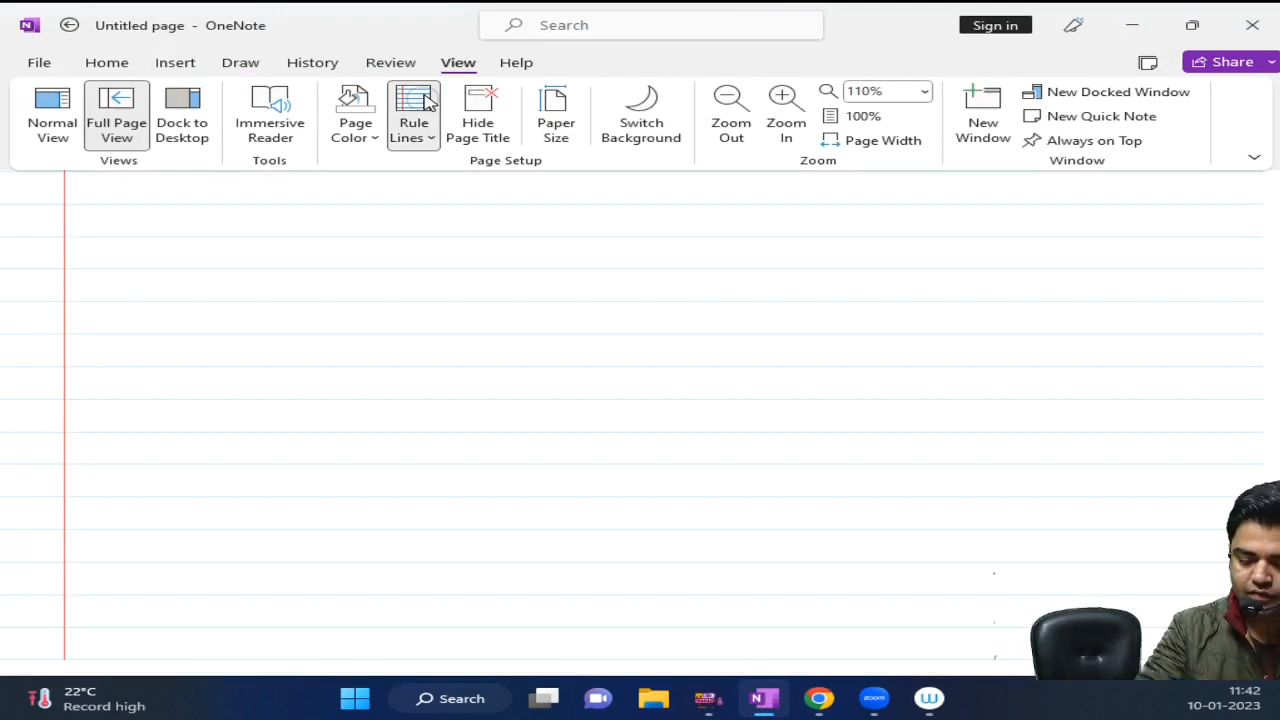 Untitled page - OneNote
Search
Sign in
File Home Insert Draw History Review View Help
Share
Normal View
Full Page View
Dock to Desktop
Immersive Reader
Page Color
Rule Lines
Hide Page Title
Paper Size
Switch Background
Zoom Out
Zoom In
110%
100%
Page Width
New Window
New Docked Window
New Quick Note
Always on Top
Views Tools Page Setup Zoom Window
22°C
Record high
Search
11:42
10-01-2023